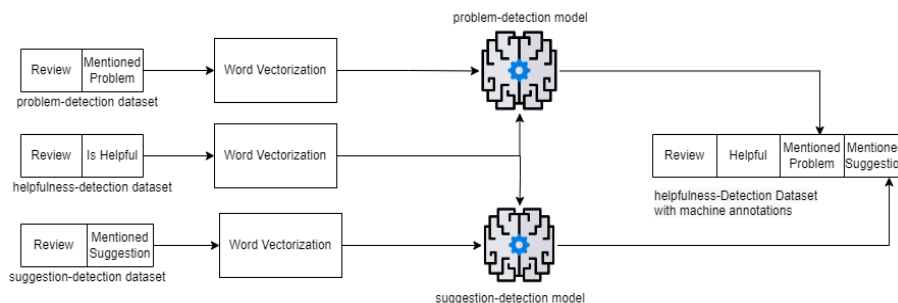 problem-detection model
Review
Mentioned
Problem
Word Vectorization
problem-detection dataset
Review
Is Helpful
Word Vectorization
helpfulness-detection dataset
Review
Helpful
Mentioned
Problem
Mentioned
Suggestion
helpfulness-Detection Dataset
with machine annotations
Review
Mentioned
Suggestion
Word Vectorization
suggestion-detection dataset
suggestion-detection model